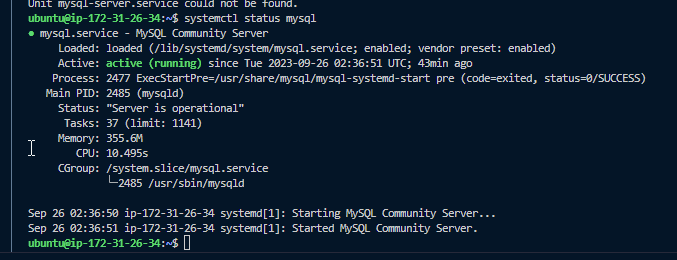 Unit mysql-server.service could not be found.
ubuntu@ip-172-31-26-34:~$ systemctl status mysql
● mysql.service - MySQL Community Server
Loaded: loaded (/lib/systemd/system/mysql.service; enabled; vendor preset: enabled)
Active: active (running) since Tue 2023-09-26 02:36:51 UTC; 43min ago
Process: 2477 ExecStartPre=/usr/share/mysql/mysql-systemd-start pre (code=exited, status=0/SUCCESS)
Main PID: 2485 (mysqld)
Status: "Server is operational"
Tasks: 37 (limit: 1141)
Memory: 355.6M
CPU: 10.495s
CGroup: /system.slice/mysql.service
└─2485 /usr/sbin/mysqld
Sep 26 02:36:50 ip-172-31-26-34 systemd[1]: Starting MySQL Community Server...
Sep 26 02:36:51 ip-172-31-26-34 systemd[1]: Started MySQL Community Server.
ubuntu@ip-172-31-26-34:~$